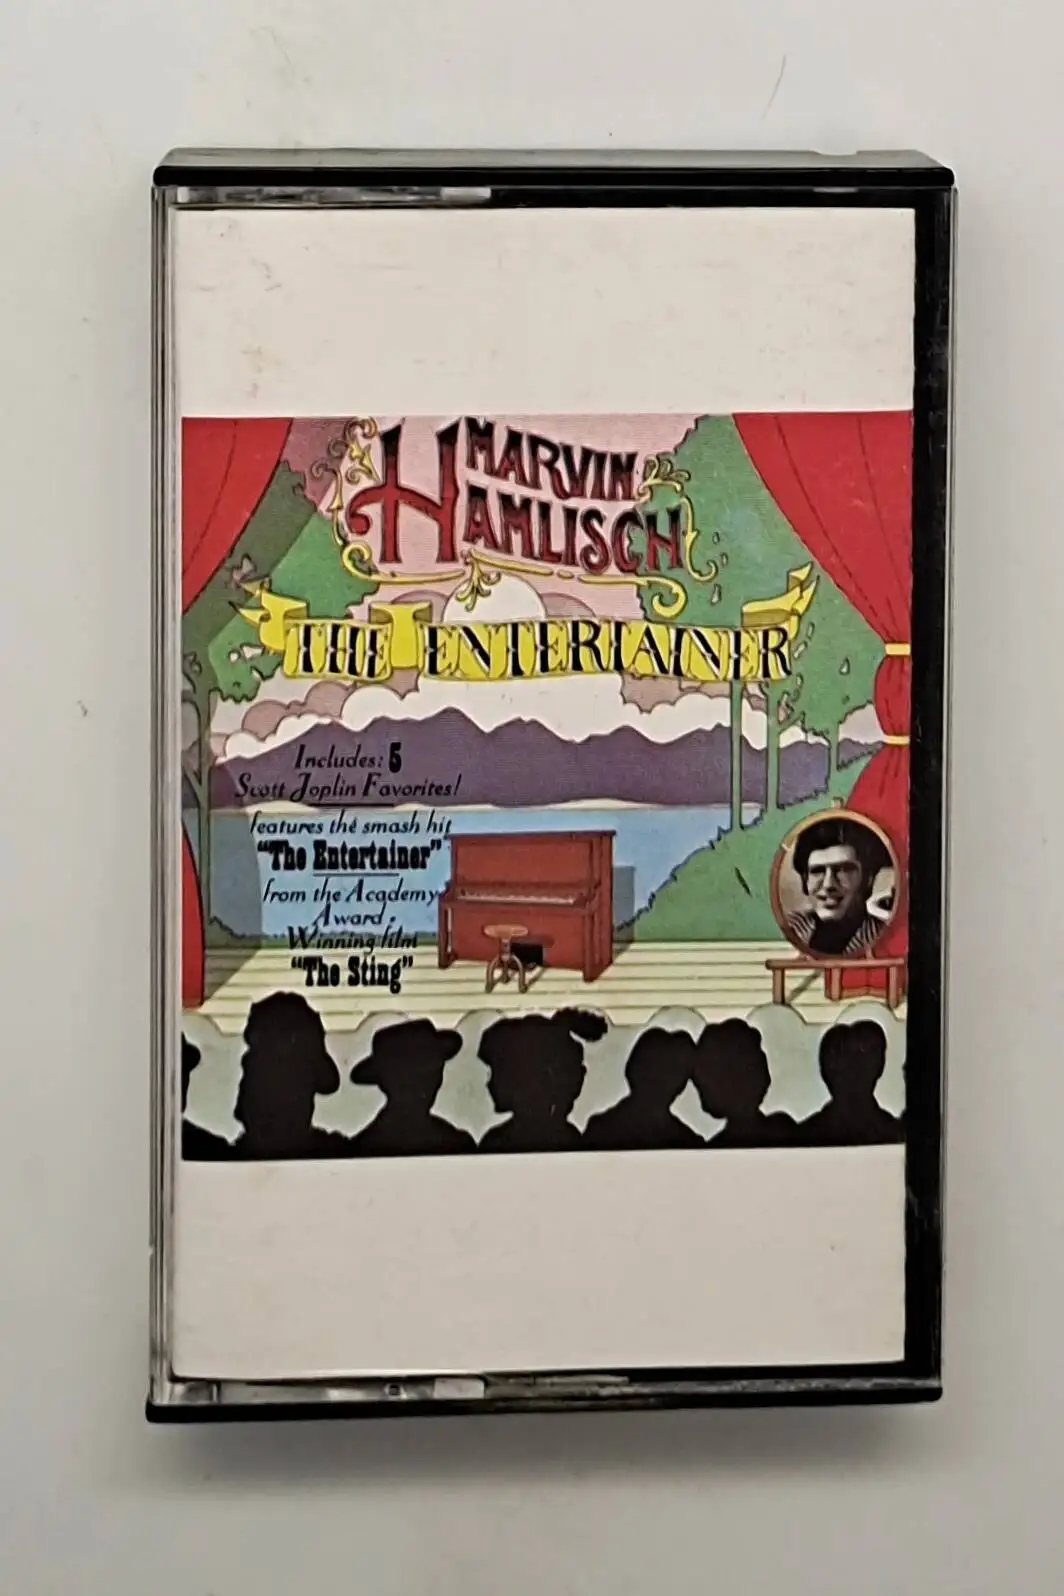 MARVIN
HAMLISCH
THE ENTERTAINER
Includes: 5
Scott Joplin Favorites!
features the smash hit
"The Entertainer"
from the Academy
Award
Winning film
"The Sting"